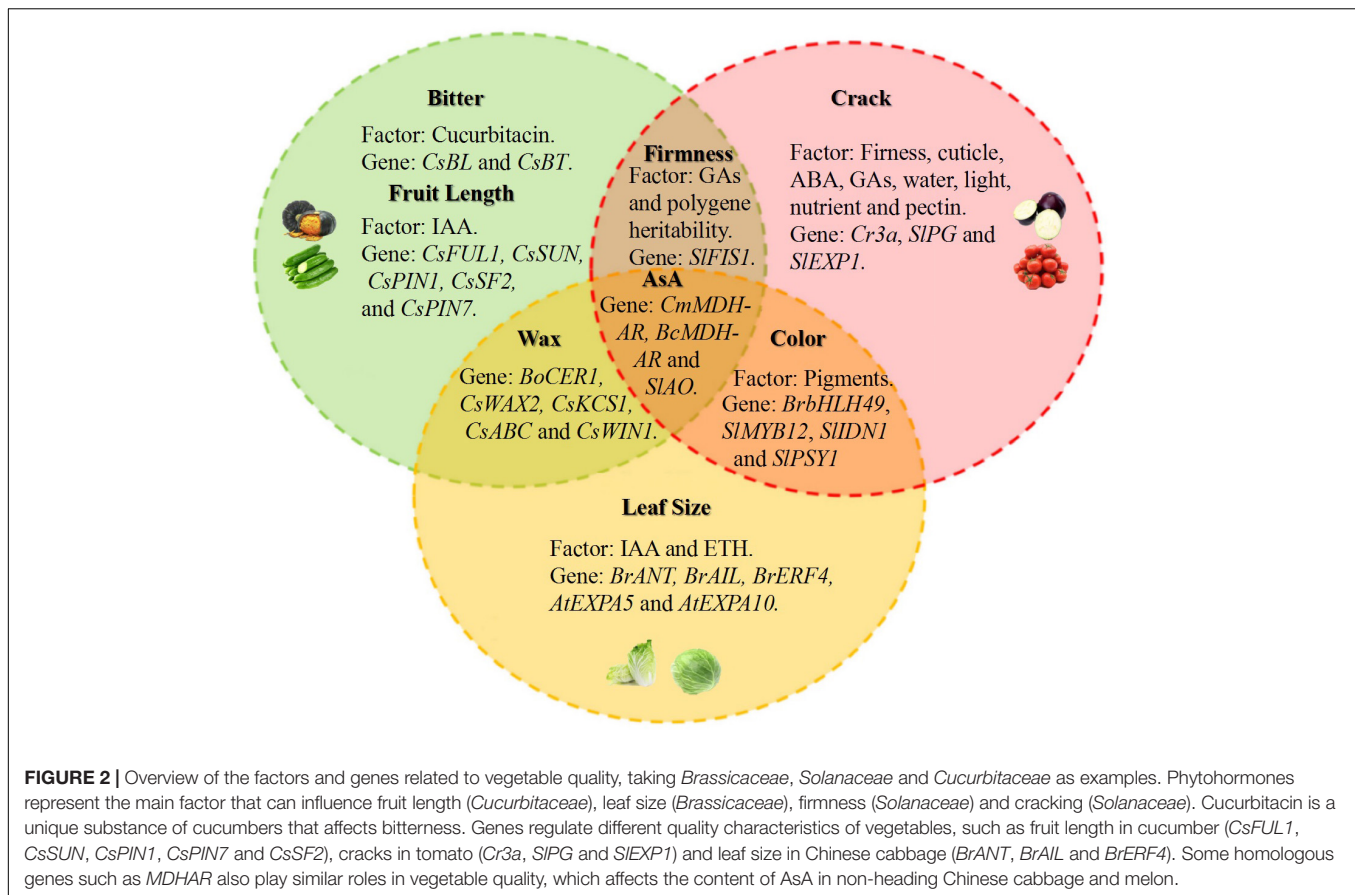 Bitter
Factor: Cucurbitacin.
Gene: CsBL and CsBT.
Fruit Length
Factor: IAA.
Gene: CsFUL1, CsSUN,
CsPIN1, CsSF2,
and CsPIN7.
Firmness
Factor: GAs
and polygene
heritability.
Gene: SlFIS1.
Crack
Factor: Firness, cuticle,
ABA, GAs, water, light,
nutrient and pectin.
Gene: Cr3a, SlPG and
SlEXP1.
AsA
Gene: CmMDH-
AR, BcMDH-
AR and
SlAO.
Wax
Gene: BoCER1,
CsWAX2, CsKCS1,
CsABC and CsWIN1.
Color
Factor: Pigments.
Gene: BrbHLH49,
SlMYB12, SlIDN1
and SlPSY1
Leaf Size
Factor: IAA and ETH.
Gene: BrANT, BrAIL, BrERF4,
AtEXPA5 and AtEXPA10.
FIGURE 2 | Overview of the factors and genes related to vegetable quality, taking Brassicaceae, Solanaceae and Cucurbitaceae as examples. Phytohormones
represent the main factor that can influence fruit length (Cucurbitaceae), leaf size (Brassicaceae), firmness (Solanaceae) and cracking (Solanaceae). Cucurbitacin is a
unique substance of cucumbers that affects bitterness. Genes regulate different quality characteristics of vegetables, such as fruit length in cucumber (CsFUL1,
CsSUN, CsPIN1, CsPIN7 and CsSF2), cracks in tomato (Cr3a, SlPG and SlEXP1) and leaf size in Chinese cabbage (BrANT, BrAIL and BrERF4). Some homologous
genes such as MDHAR also play similar roles in vegetable quality, which affects the content of AsA in non-heading Chinese cabbage and melon.